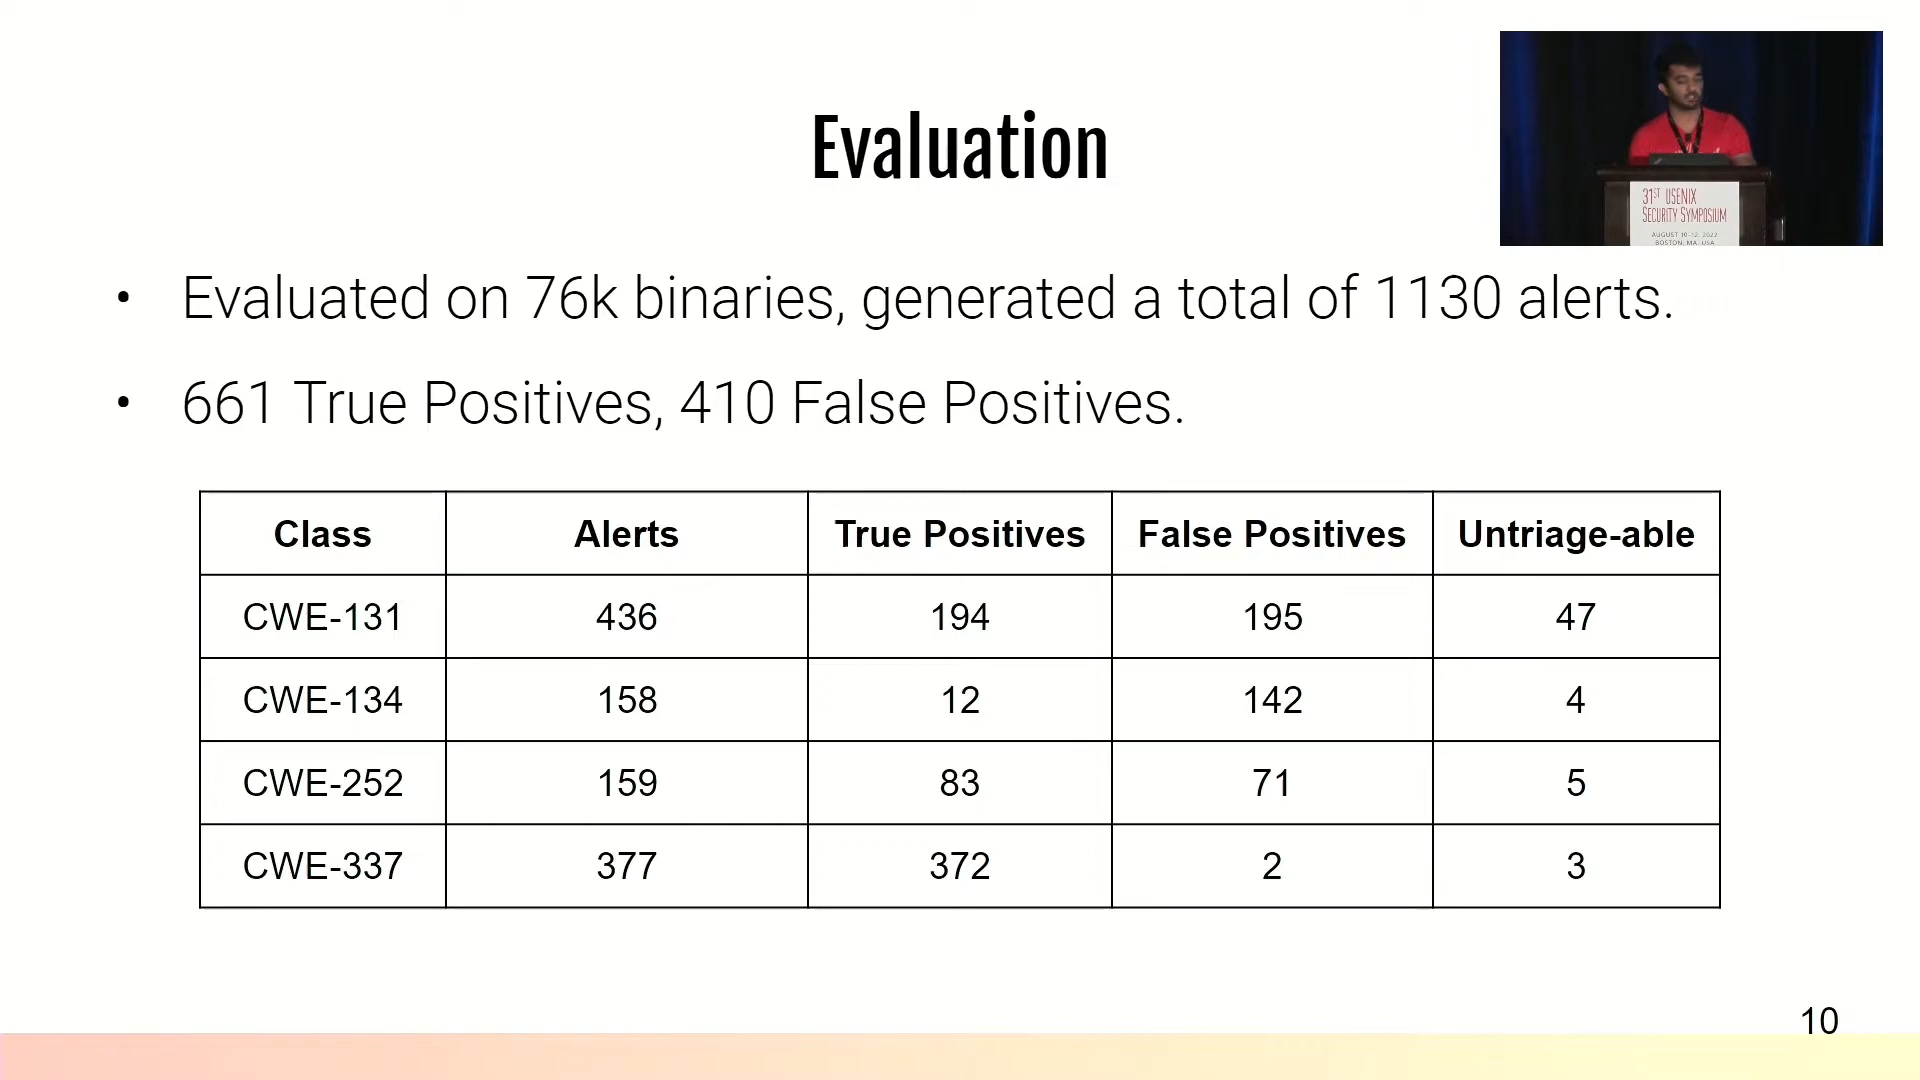 Evaluation
31ST USENIX
SECURITY SYMPOSIUM
AUGUST 10-12, 2022
BOSTON, MA, USA
• Evaluated on 76k binaries, generated a total of 1130 alerts.
• 661 True Positives, 410 False Positives.
Class Alerts True Positives False Positives Untriage-able
CWE-131 436 194 195 47
CWE-134 158 12 142 4
CWE-252 159 83 71 5
CWE-337 377 372 2 3
10